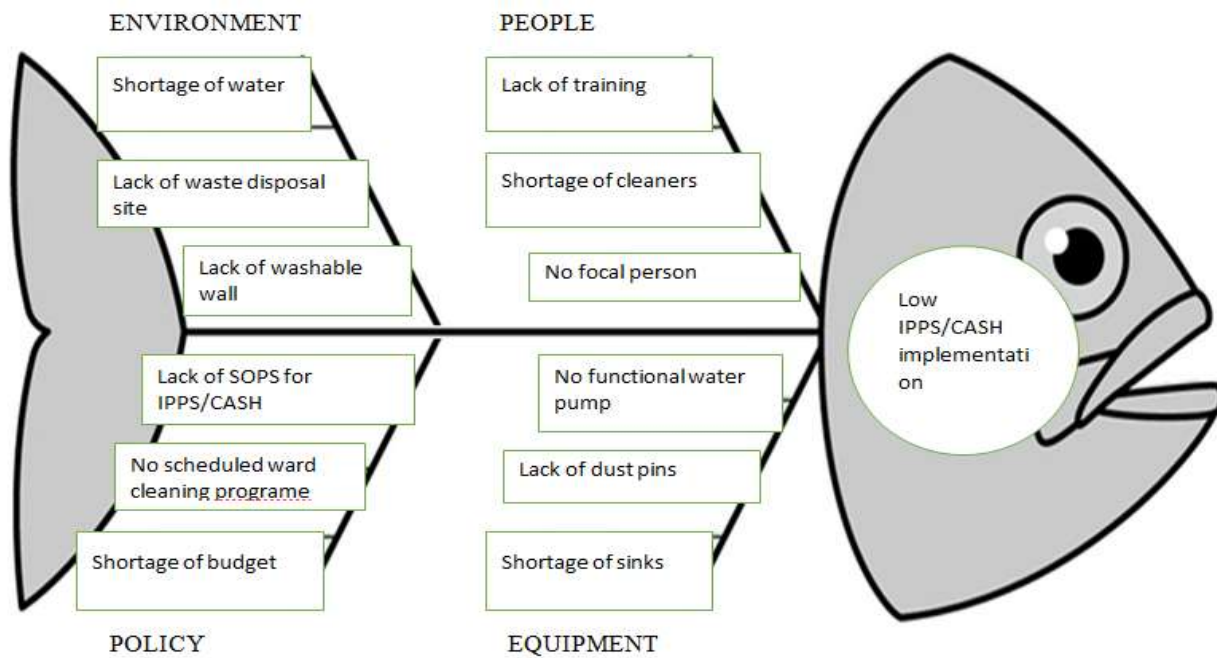 ENVIRONMENT
PEOPLE
Shortage of water
Lack of waste disposal
site
Lack of washable
wall
Lack of training
Shortage of cleaners
No focal person
Low
IPPS/CASH
implementati
on
Lack of SOPS for
IPPS/CASH
No scheduled ward
cleaning programe
Shortage of budget
No functional water
pump
Lack of dust pins
Shortage of sinks
POLICY
EQUIPMENT